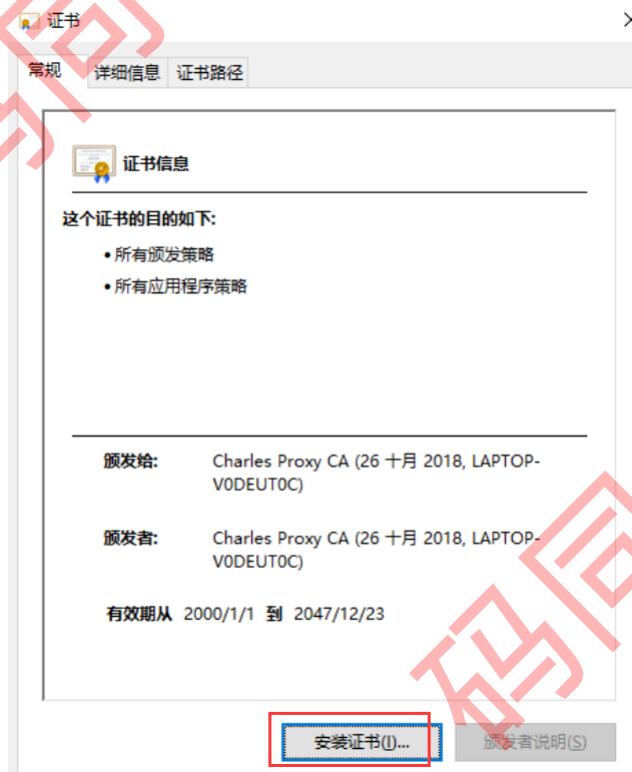 证书
常规 详细信息 证书路径
证书信息
这个证书的目的如下:
• 所有颁发策略
• 所有应用程序策略
颁发给: Charles Proxy CA (26 十月 2018, LAPTOP-
V0DEUT0C)
颁发者: Charles Proxy CA (26 十月 2018, LAPTOP-
V0DEUT0C)
有效期从 2000/1/1 到 2047/12/23
安装证书(I)... 颁发者说明(S)
码同
码同